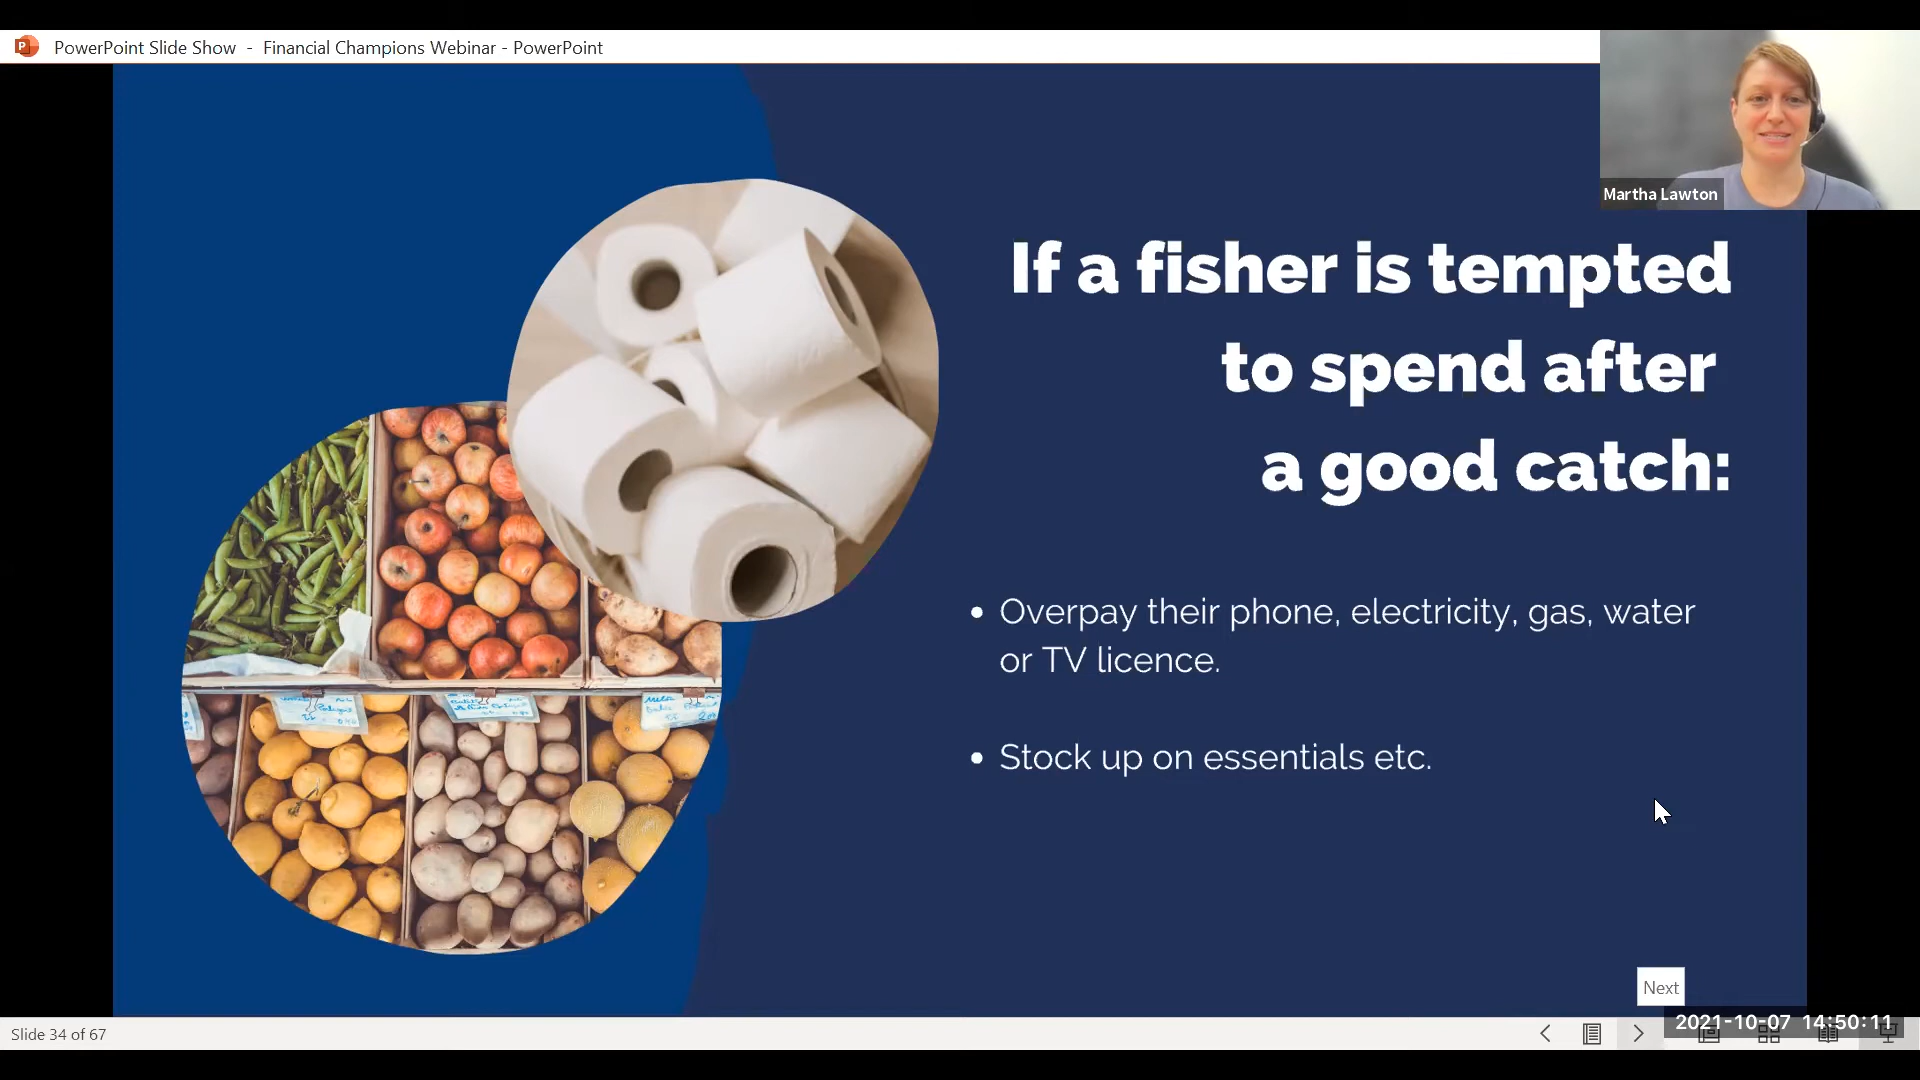 PowerPoint Slide Show - Financial Champions Webinar - PowerPoint
Martha Lawton
If a fisher is tempted
to spend after
a good catch:
• Overpay their phone, electricity, gas, water
or TV licence.
• Stock up on essentials etc.
Next
Slide 34 of 67
2021-10-07 14:50:11